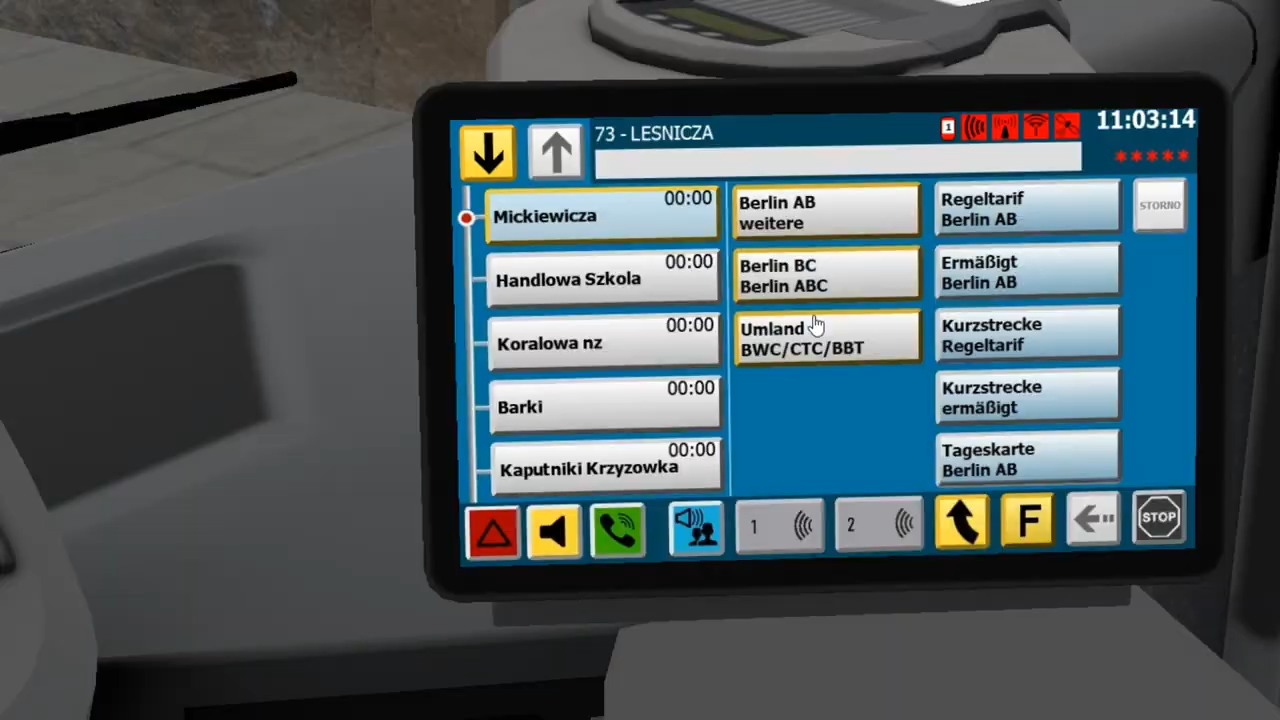 73 - LESNICZA
1
11:03:14
*****
00:00
Mickiewicza
00:00
Handlowa Szkola
00:00
Koralowa nz
00:00
Barki
00:00
Kaputniki Krzyzowka
Berlin AB
weitere
Berlin BC
Berlin ABC
Umland
BWC/CTC/BBT
Regeltarif
Berlin AB
Ermäßigt
Berlin AB
Kurzstrecke
Regeltarif
Kurzstrecke
ermäßigt
Tageskarte
Berlin AB
STORNO
1
2
F
STOP